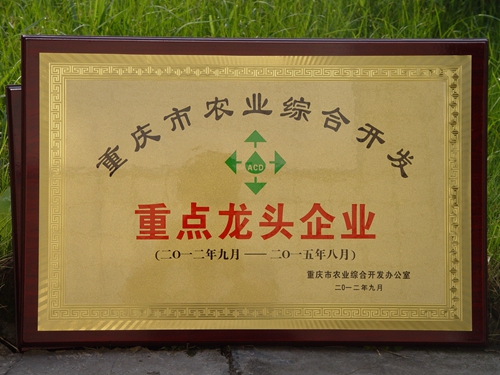 重庆市农业综合开发
ACD
重点龙头企业
(二〇一二年九月——二〇一五年八月)
重庆市农业综合开发办公室
二〇一二年九月